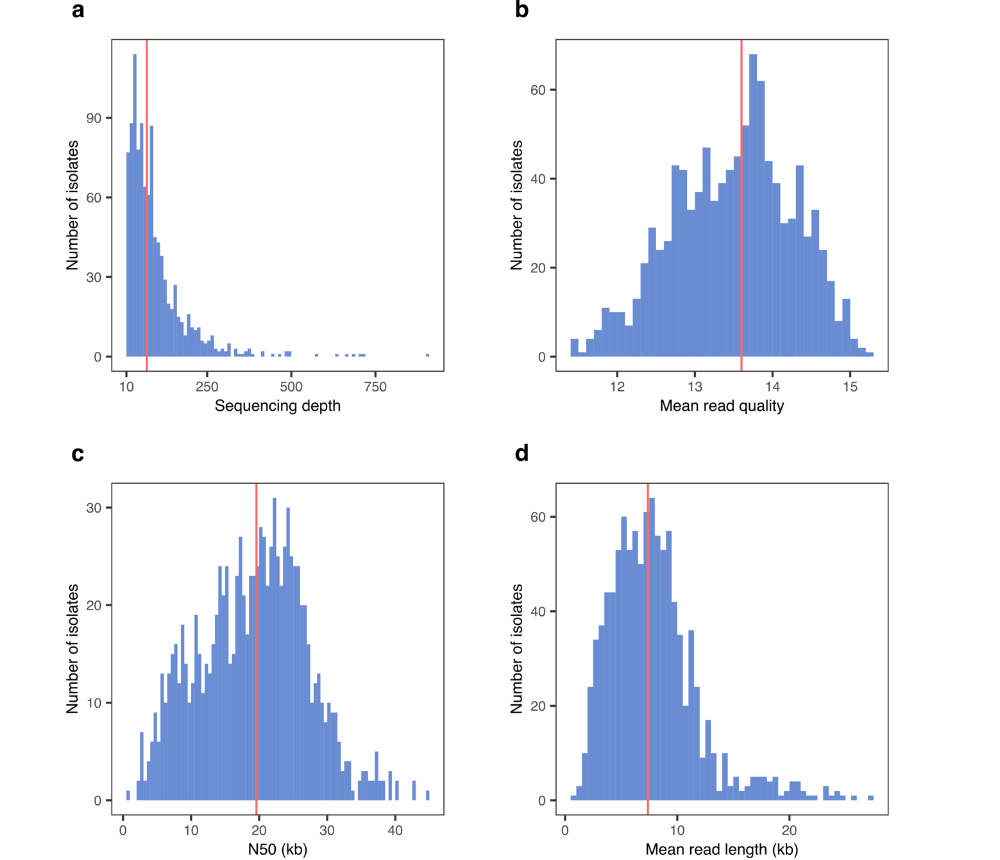 a
Number of isolates
90
60
30
0
10 250 500 750
Sequencing depth
b
Number of isolates
60
40
20
0
12 13 14 15
Mean read quality
c
Number of isolates
30
20
10
0
0 10 20 30 40
N50 (kb)
d
Number of isolates
60
40
20
0
0 10 20
Mean read length (kb)